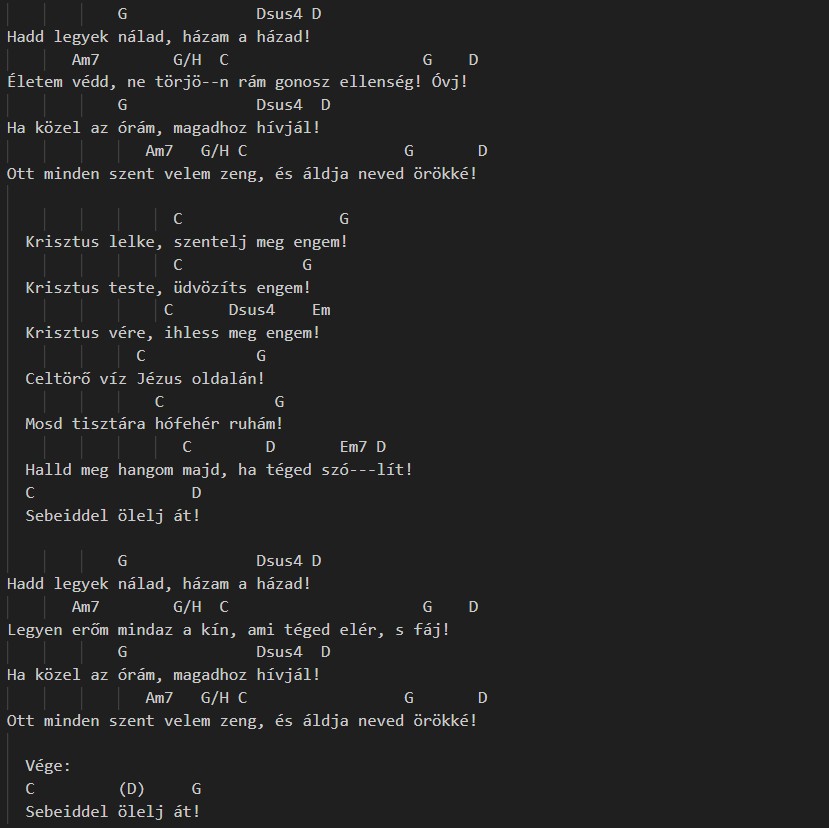 G              Dsus4 D
Hadd legyek nálad, házam a házad!
       Am7        G/H  C                     G    D
Életem védd, ne törjö--n rám gonosz ellenség! Óvj!
            G              Dsus4  D
Ha közel az órám, magadhoz hívjál!
               Am7   G/H C                 G       D
Ott minden szent velem zeng, és áldja neved örökké!
                  C                 G
  Krisztus lelke, szentelj meg engem!
                  C             G
  Krisztus teste, üdvözíts engem!
                 C      Dsus4    Em
  Krisztus vére, ihless meg engem!
              C            G
  Celtörő víz Jézus oldalán!
                C            G
  Mosd tisztára hófehér ruhám!
                   C        D       Em7 D
  Halld meg hangom majd, ha téged szó---lít!
  C                 D
  Sebeiddel ölelj át!
            G              Dsus4 D
Hadd legyek nálad, házam a házad!
       Am7        G/H  C                     G    D
Legyen erőm mindaz a kín, ami téged elér, s fáj!
            G              Dsus4  D
Ha közel az órám, magadhoz hívjál!
               Am7   G/H C                 G       D
Ott minden szent velem zeng, és áldja neved örökké!
  Vége:
  C         (D)     G
  Sebeiddel ölelj át!